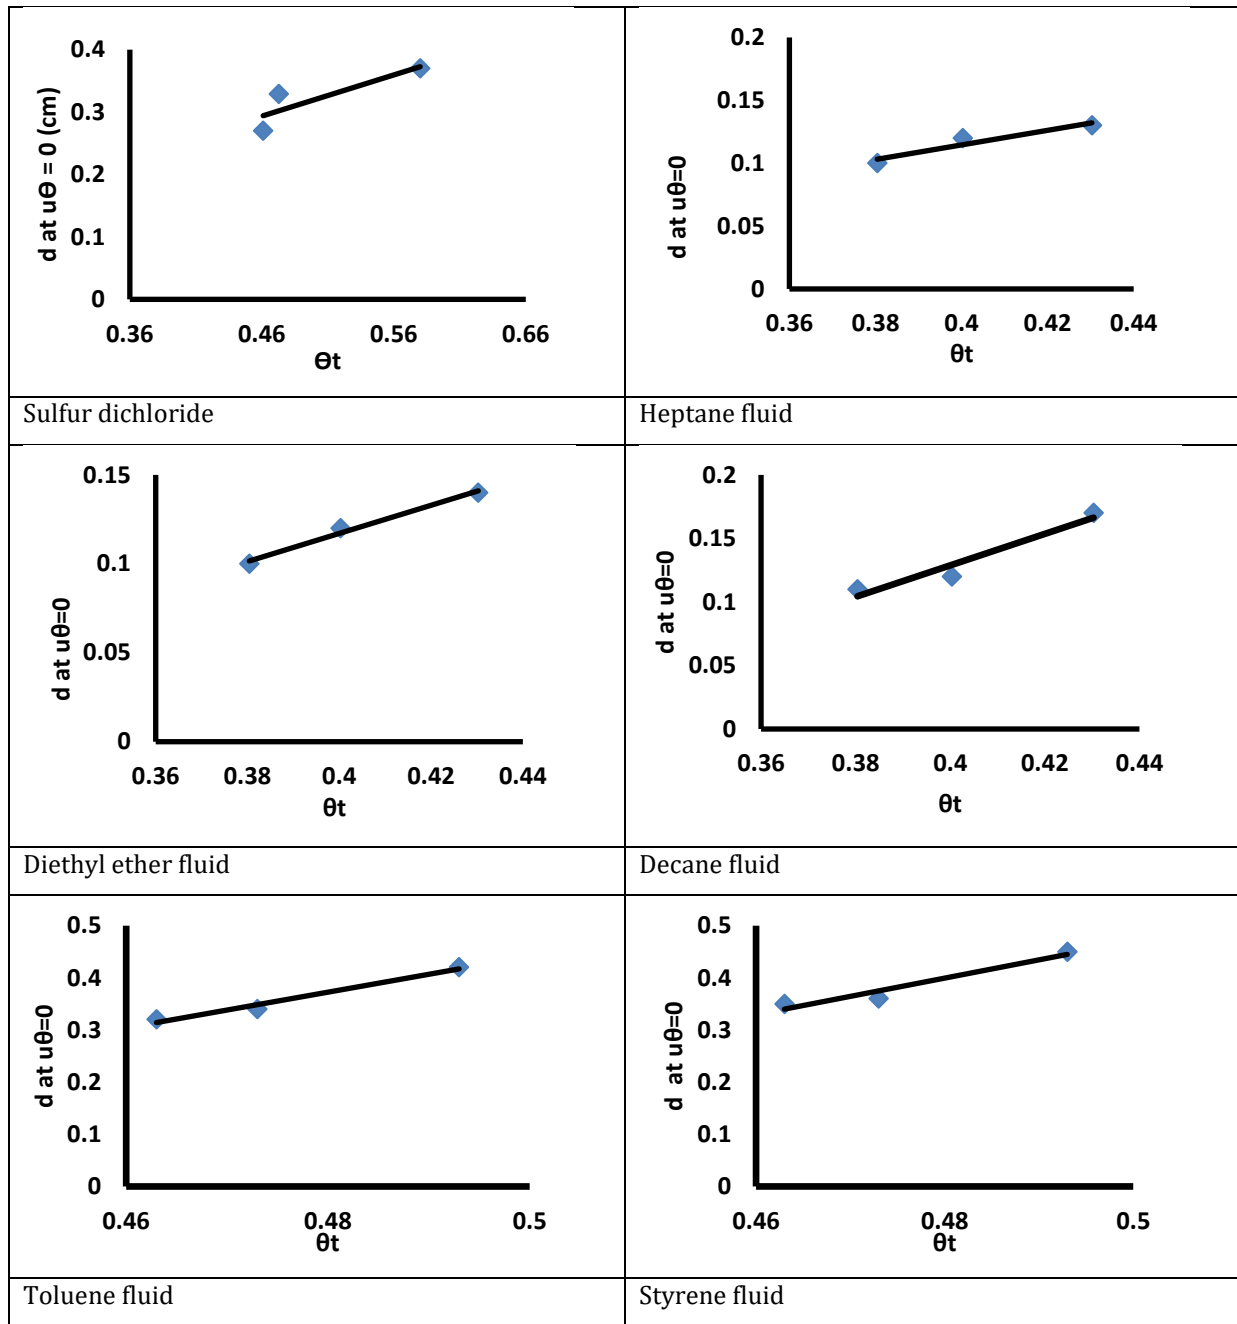 d at uθ = 0 (cm)
0.4
0.3
0.2
0.1
0
0.36 0.46 0.56 0.66
θt
Sulfur dichloride
d at uθ=0
0.2
0.15
0.1
0.05
0
0.36 0.38 0.4 0.42 0.44
θt
Heptane fluid
d at uθ=0
0.15
0.1
0.05
0
0.36 0.38 0.4 0.42 0.44
θt
Diethyl ether fluid
d at uθ=0
0.2
0.15
0.1
0.05
0
0.36 0.38 0.4 0.42 0.44
θt
Decane fluid
d at uθ=0
0.5
0.4
0.3
0.2
0.1
0
0.46 0.48 0.5
θt
Toluene fluid
d at uθ=0
0.5
0.4
0.3
0.2
0.1
0
0.46 0.48 0.5
θt
Styrene fluid